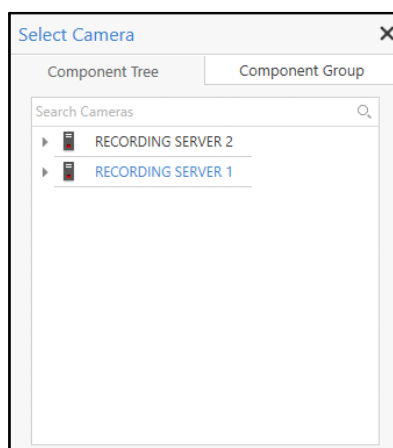 Select Camera
Component Tree
Component Group
Search Cameras
RECORDING SERVER 2
RECORDING SERVER 1